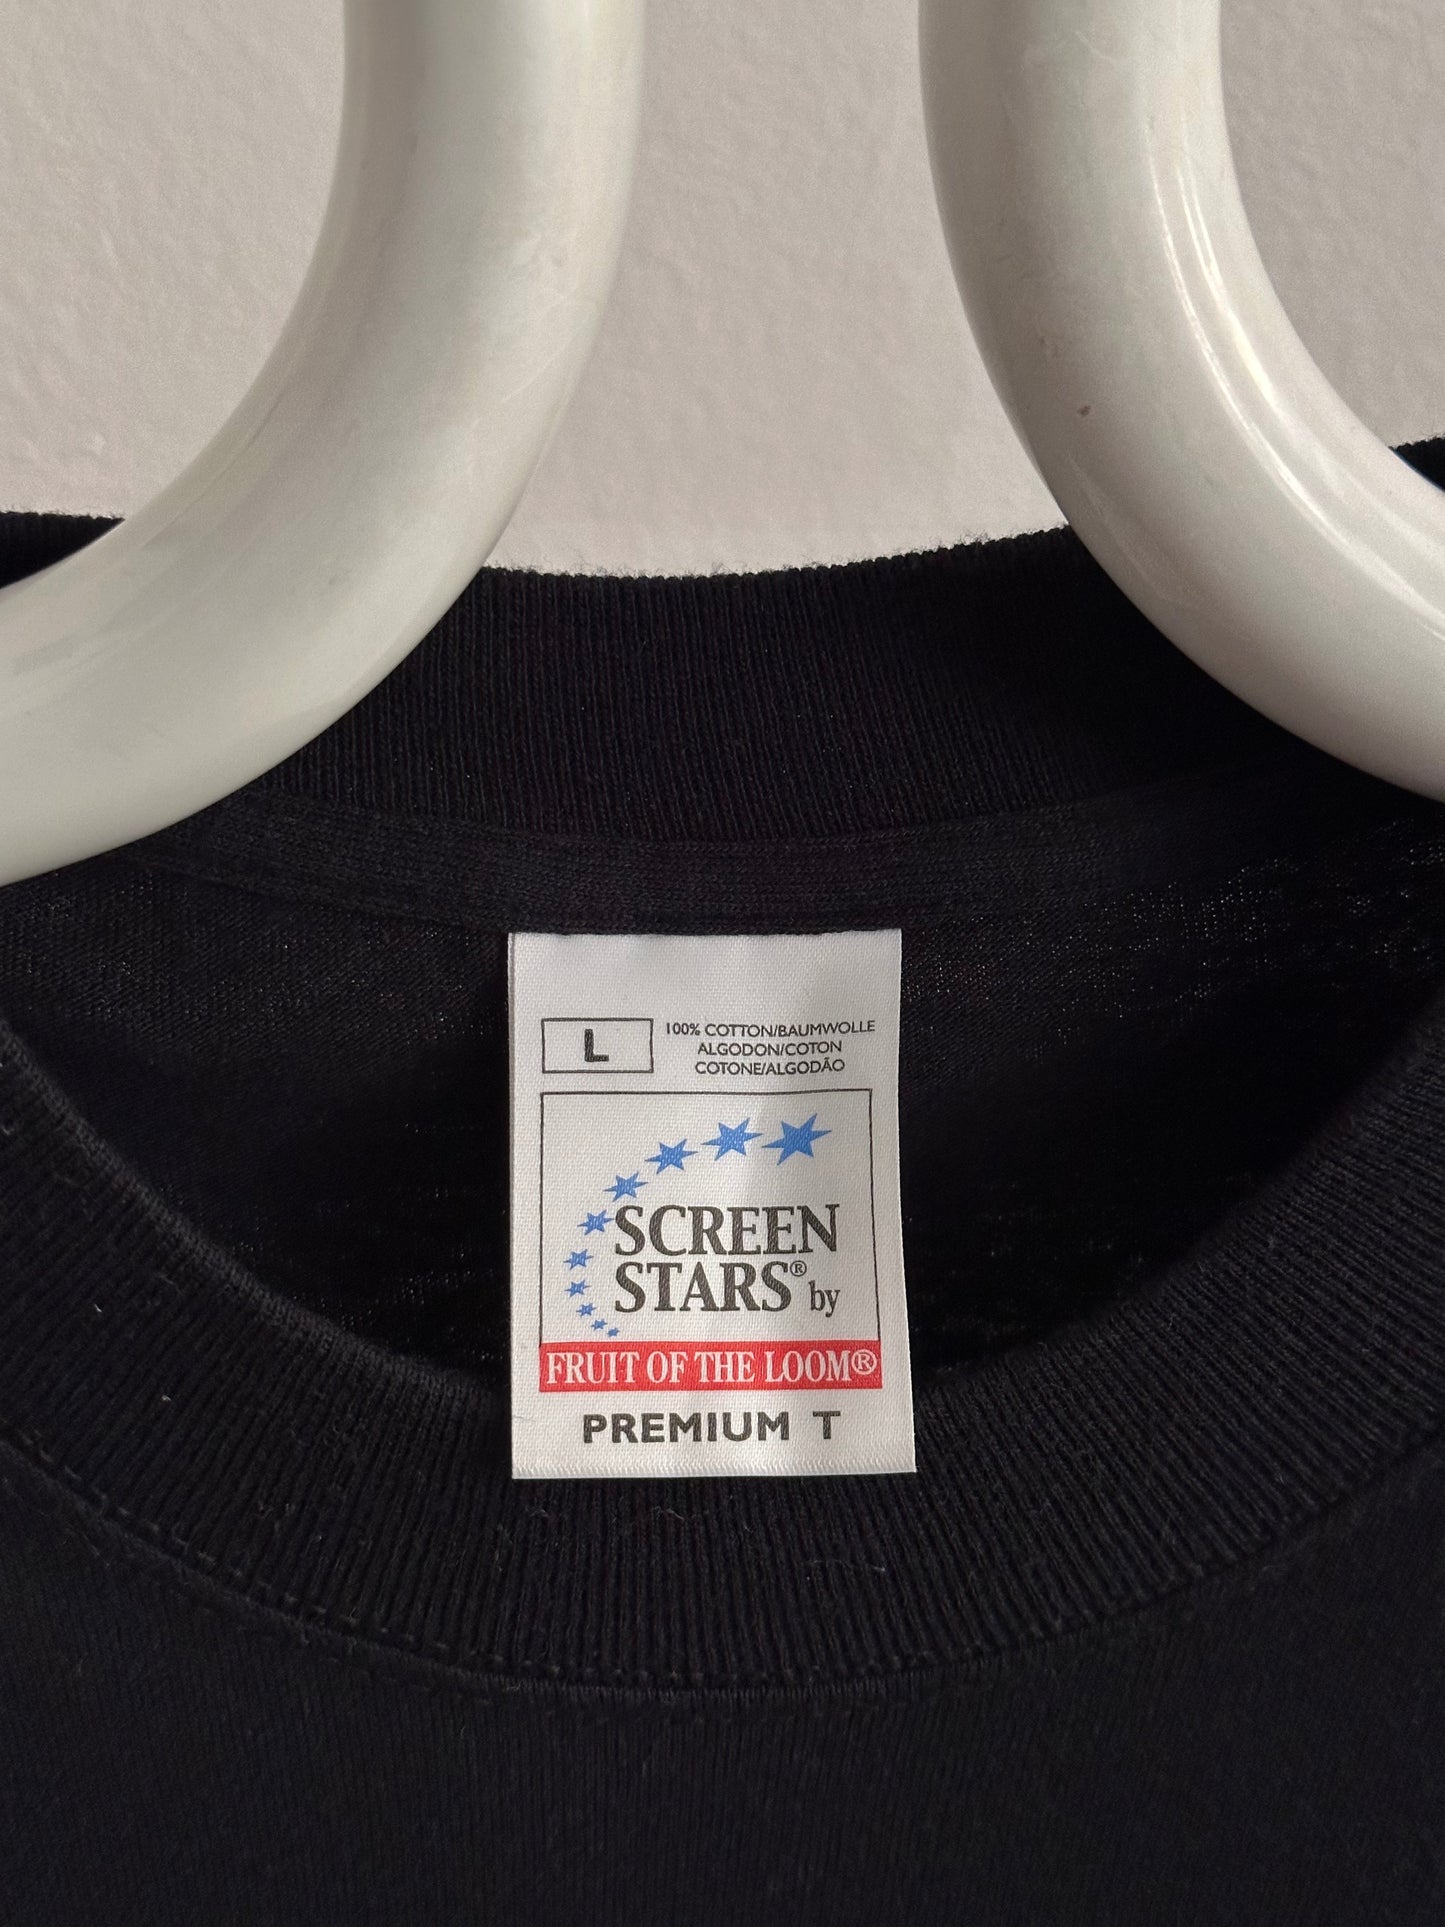 L
100% COTTON/BAUMWOLLE
ALGODON/COTON
COTONE/ALGODÃO
SCREEN
STARS® by
FRUIT OF THE LOOM®
PREMIUM T